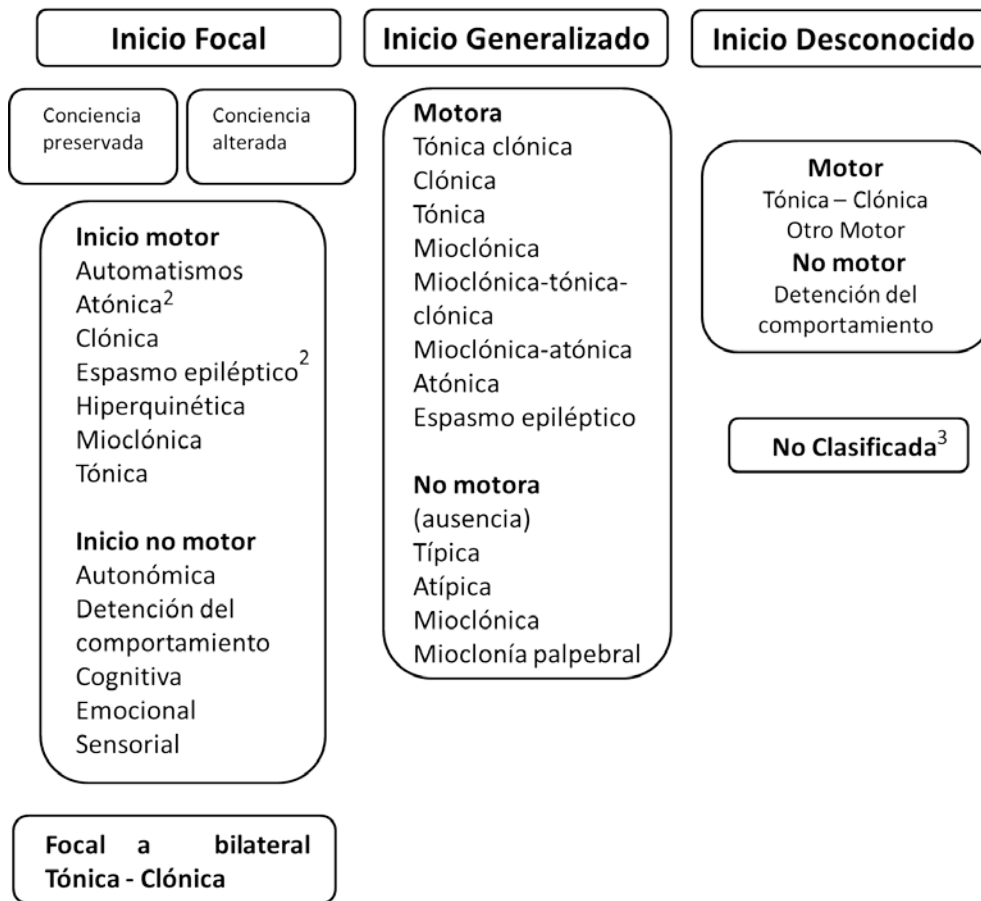 Inicio Focal
Conciencia
preservada
Conciencia
alterada
Inicio motor
Automatismos
Atónica²
Clónica
Espasmo epiléptico²
Hiperquinética
Mioclónica
Tónica
Inicio no motor
Autonómica
Detención del
comportamiento
Cognitiva
Emocional
Sensorial
Focal a bilateral
Tónica - Clónica
Inicio Generalizado
Motora
Tónica clónica
Clónica
Tónica
Mioclónica
Mioclónica-tónica-
clónica
Mioclónica-atónica
Atónica
Espasmo epiléptico
No motora
(ausencia)
Típica
Atípica
Mioclónica
Mioclonía palpebral
Inicio Desconocido
Motor
Tónica – Clónica
Otro Motor
No motor
Detención del
comportamiento
No Clasificada³